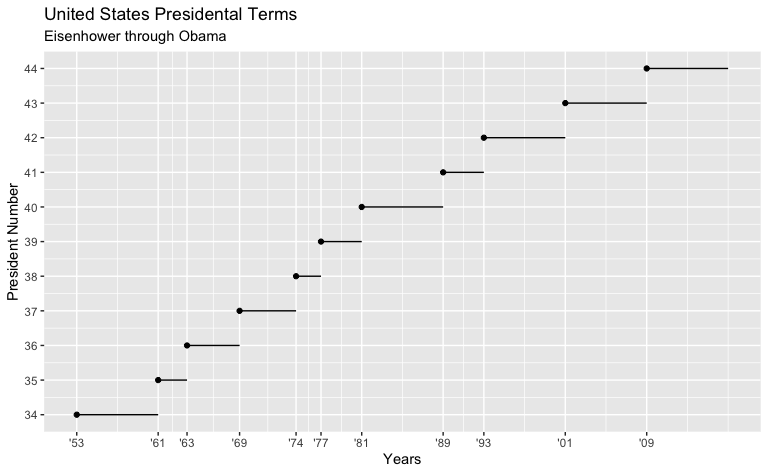 United States Presidental Terms
Eisenhower through Obama
44
43
42
41
40
39
38
37
36
35
34
President Number
'53 '61 '63 '69 '74 '77 '81 '89 '93 '01 '09
Years